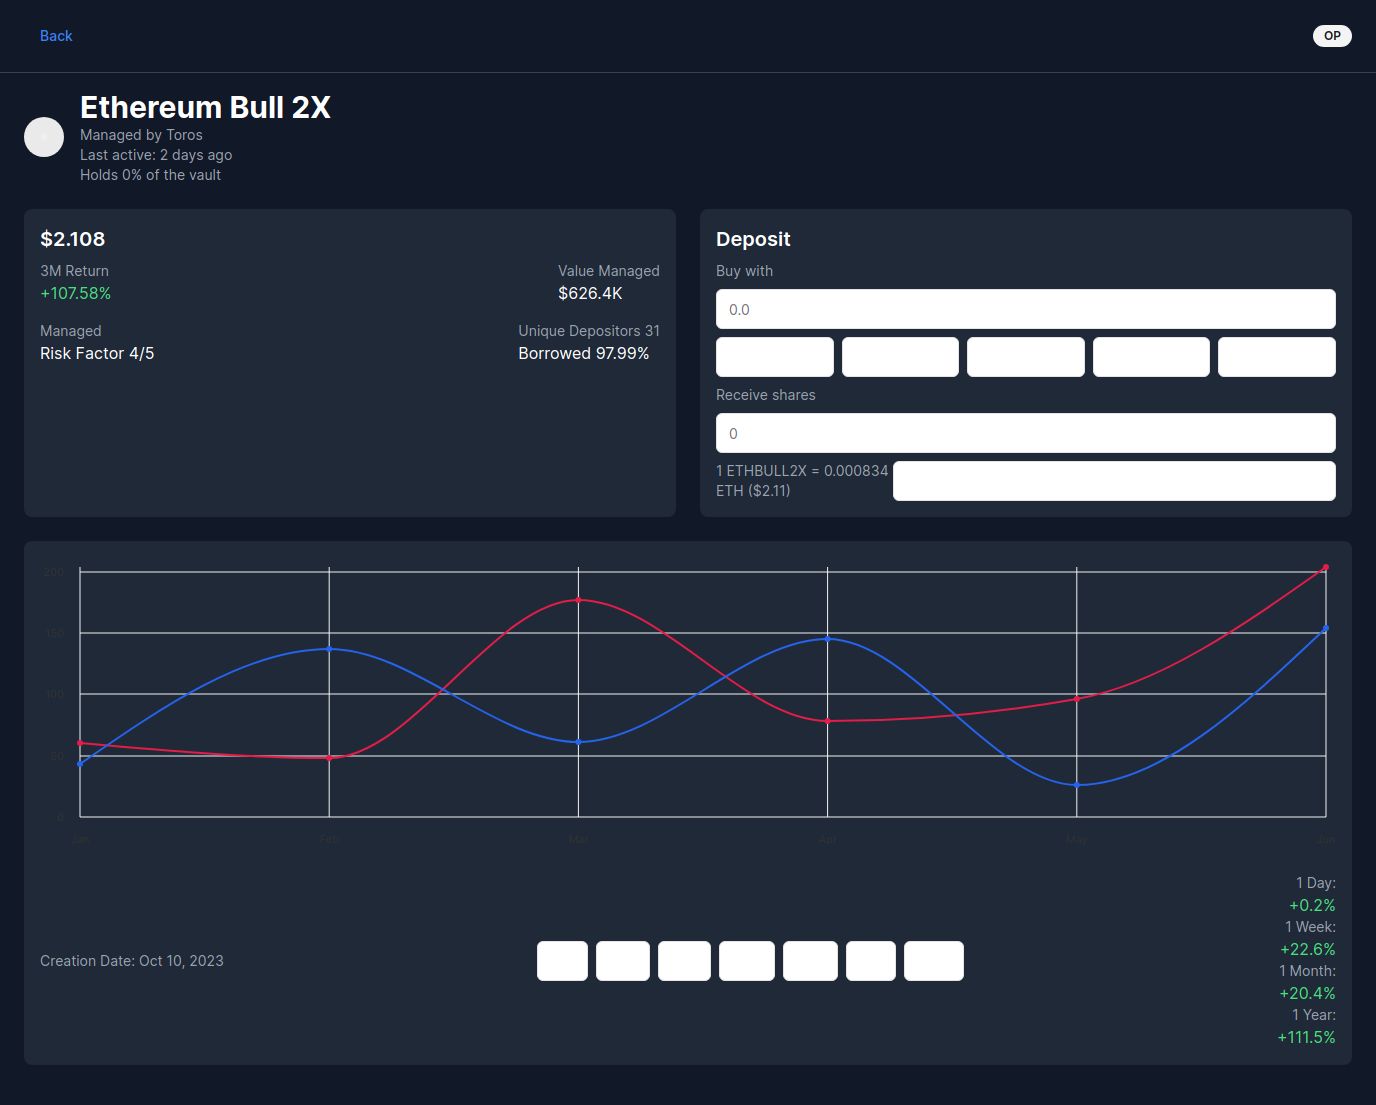 Back
OP
Ethereum Bull 2X
Managed by Toros
Last active: 2 days ago
Holds 0% of the vault
$2.108
3M Return
+107.58%
Value Managed
$626.4K
Managed
Risk Factor 4/5
Unique Depositors 31
Borrowed 97.99%
Deposit
Buy with
0.0
Receive shares
0
1 ETHBULL2X = 0.000834
ETH ($2.11)
200
150
100
50
0
Jan
Feb
Mar
Apr
May
Jun
Creation Date: Oct 10, 2023
1 Day:
+0.2%
1 Week:
+22.6%
1 Month:
+20.4%
1 Year:
+111.5%